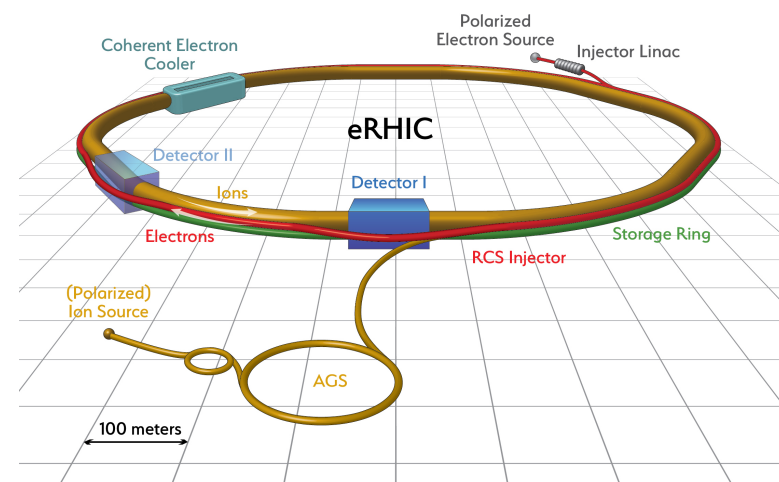 Polarized
Electron Source
Injector Linac
Coherent Electron
Cooler
eRHIC
Detector II
Detector I
Ions
Electrons
Storage Ring
RCS Injector
(Polarized)
Ion Source
AGS
100 meters